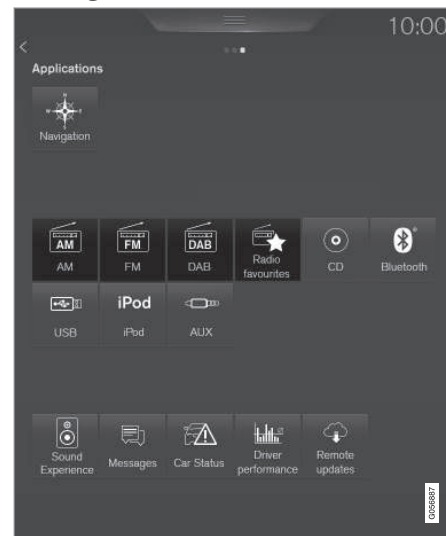 10:00
Applications
Navigation
AM
FM
DAB
AM
FM
DAB
Radio
favourites
CD
Bluetooth
iPod
USB
iPod
AUX
Sound
Experience
Messages
Car Status
Driver
performance
Remote
updates
G056887